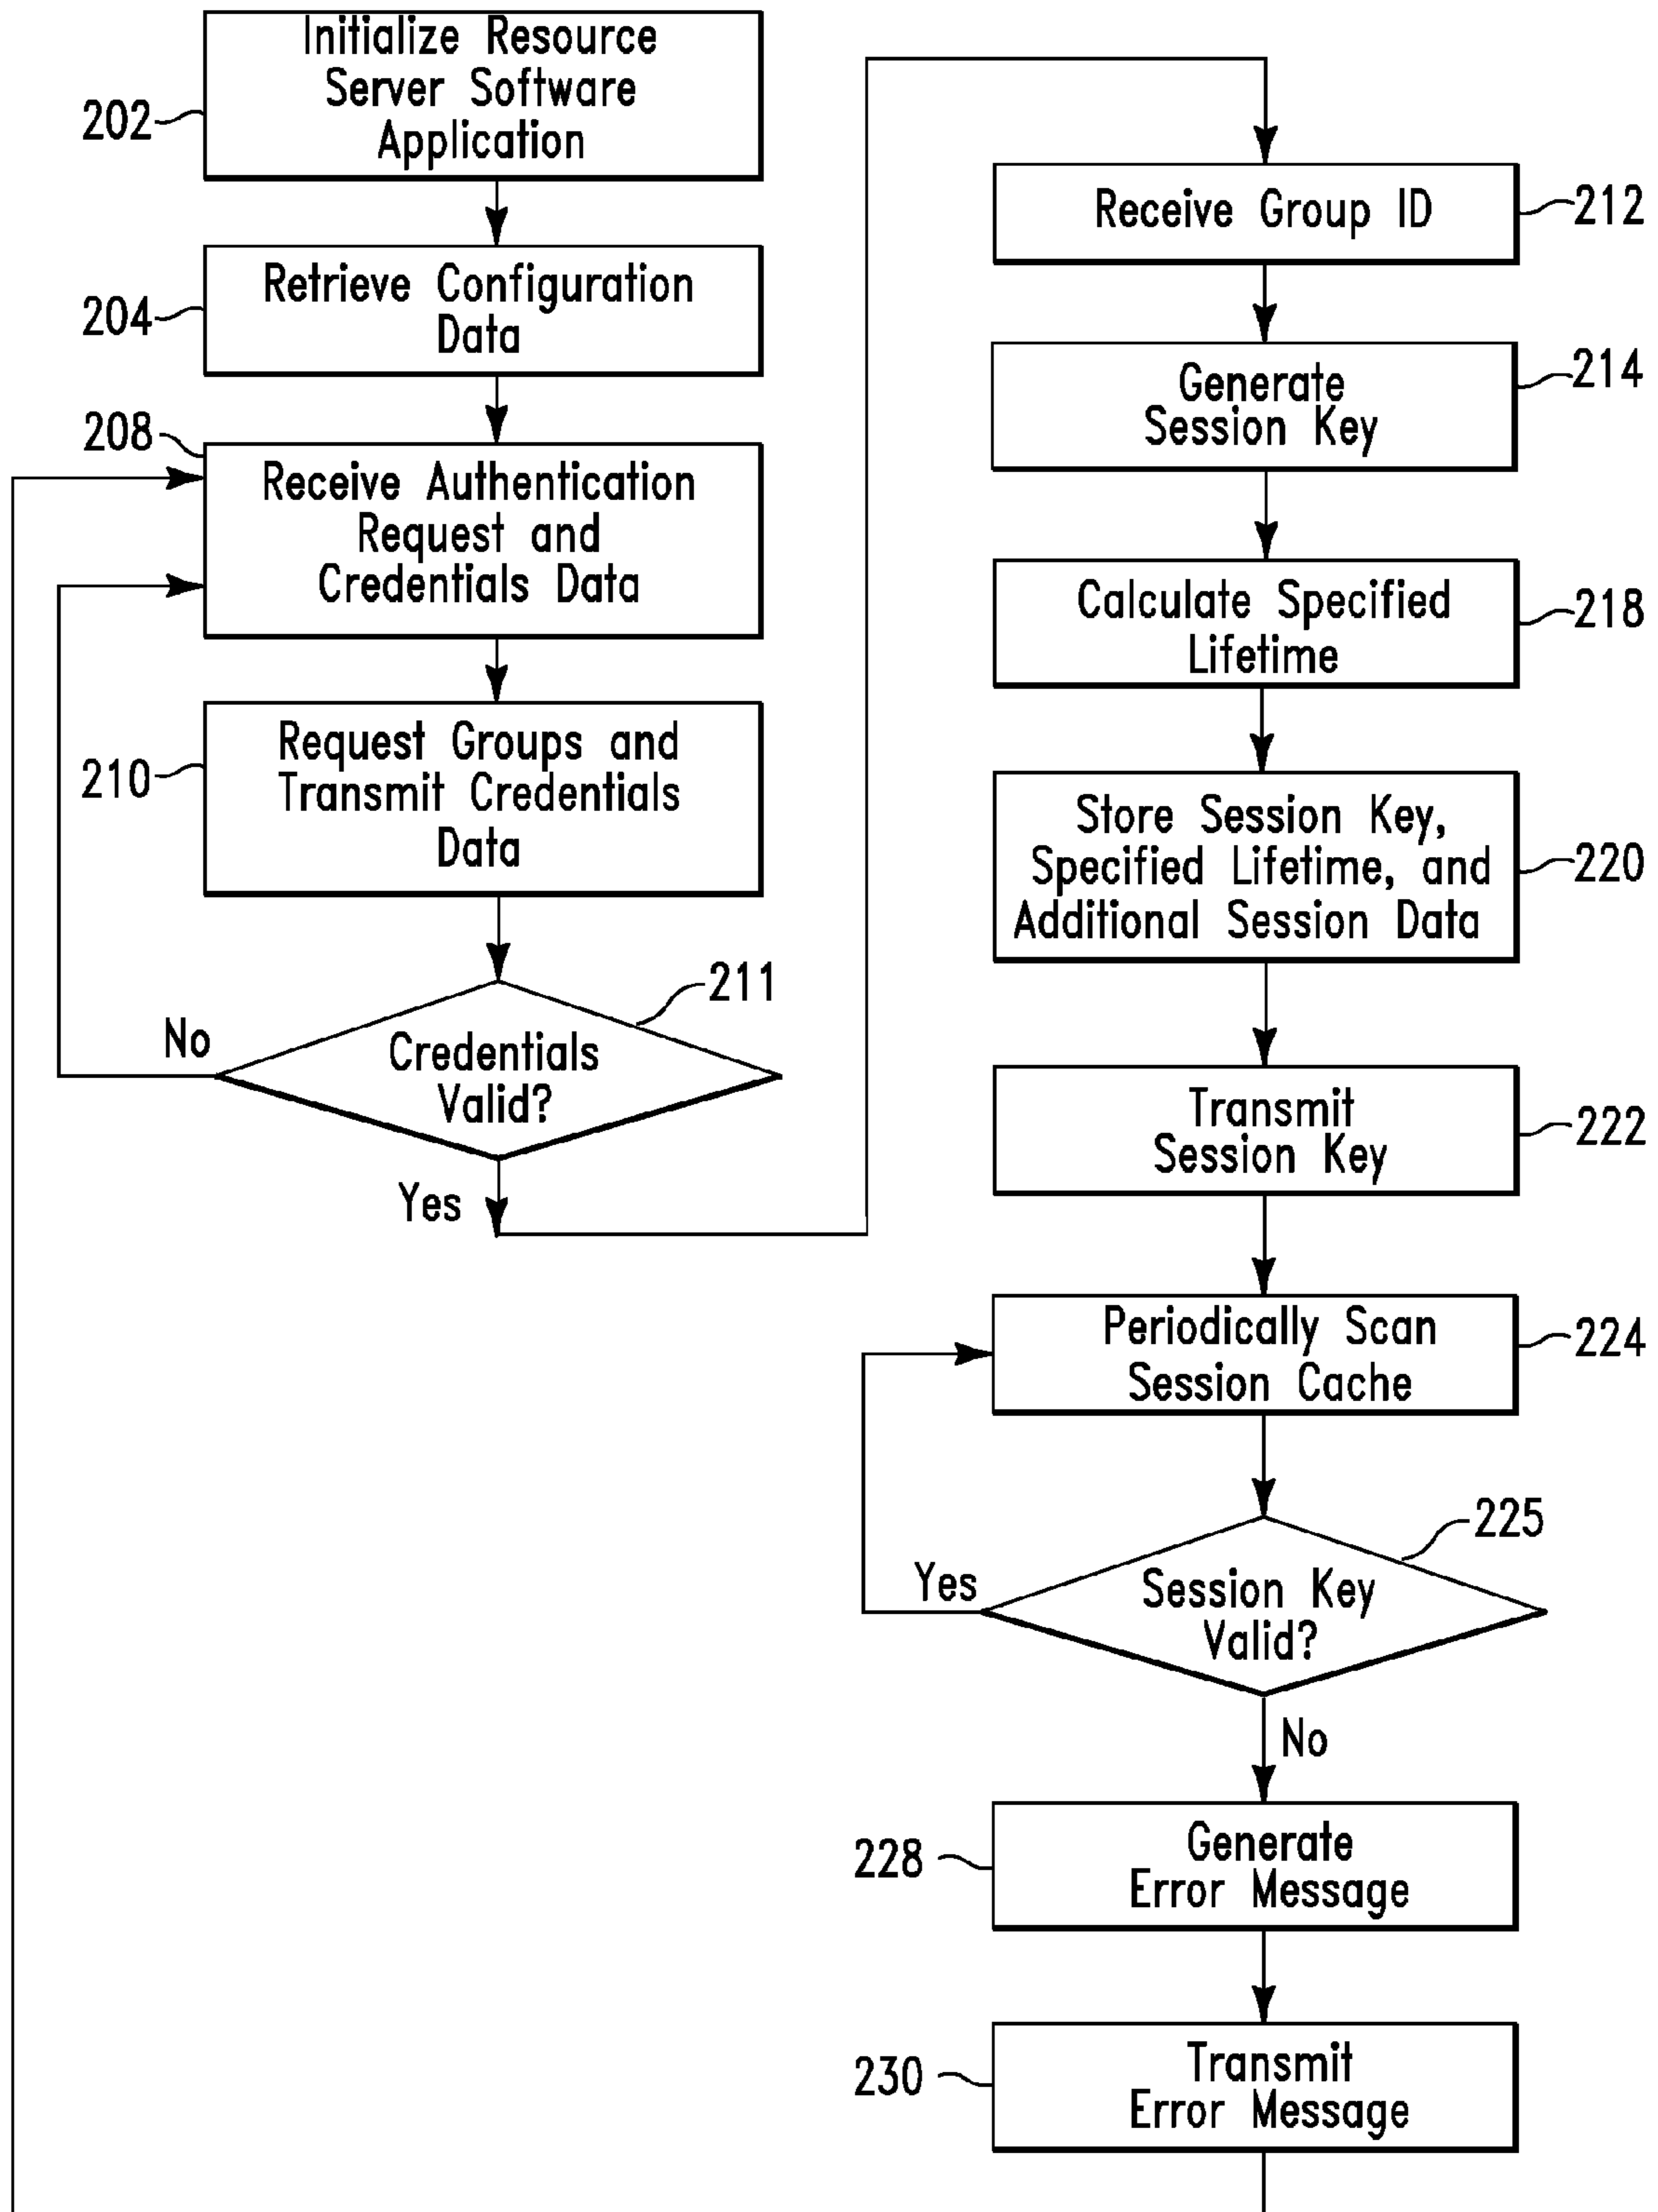 Initialize Resource
Server Software
Application
202
Retrieve Configuration
Data
204
208
Receive Authentication
Request and
Credentials Data
Request Groups and
Transmit Credentials
Data
210
211
Credentials
Valid?
No
Yes
Receive Group ID
212
Generate
Session Key
214
Calculate Specified
Lifetime
218
Store Session Key,
Specified Lifetime, and
Additional Session Data
220
Transmit
Session Key
222
Periodically Scan
Session Cache
224
225
Session Key
Valid?
Yes
No
Generate
Error Message
228
Transmit
Error Message
230